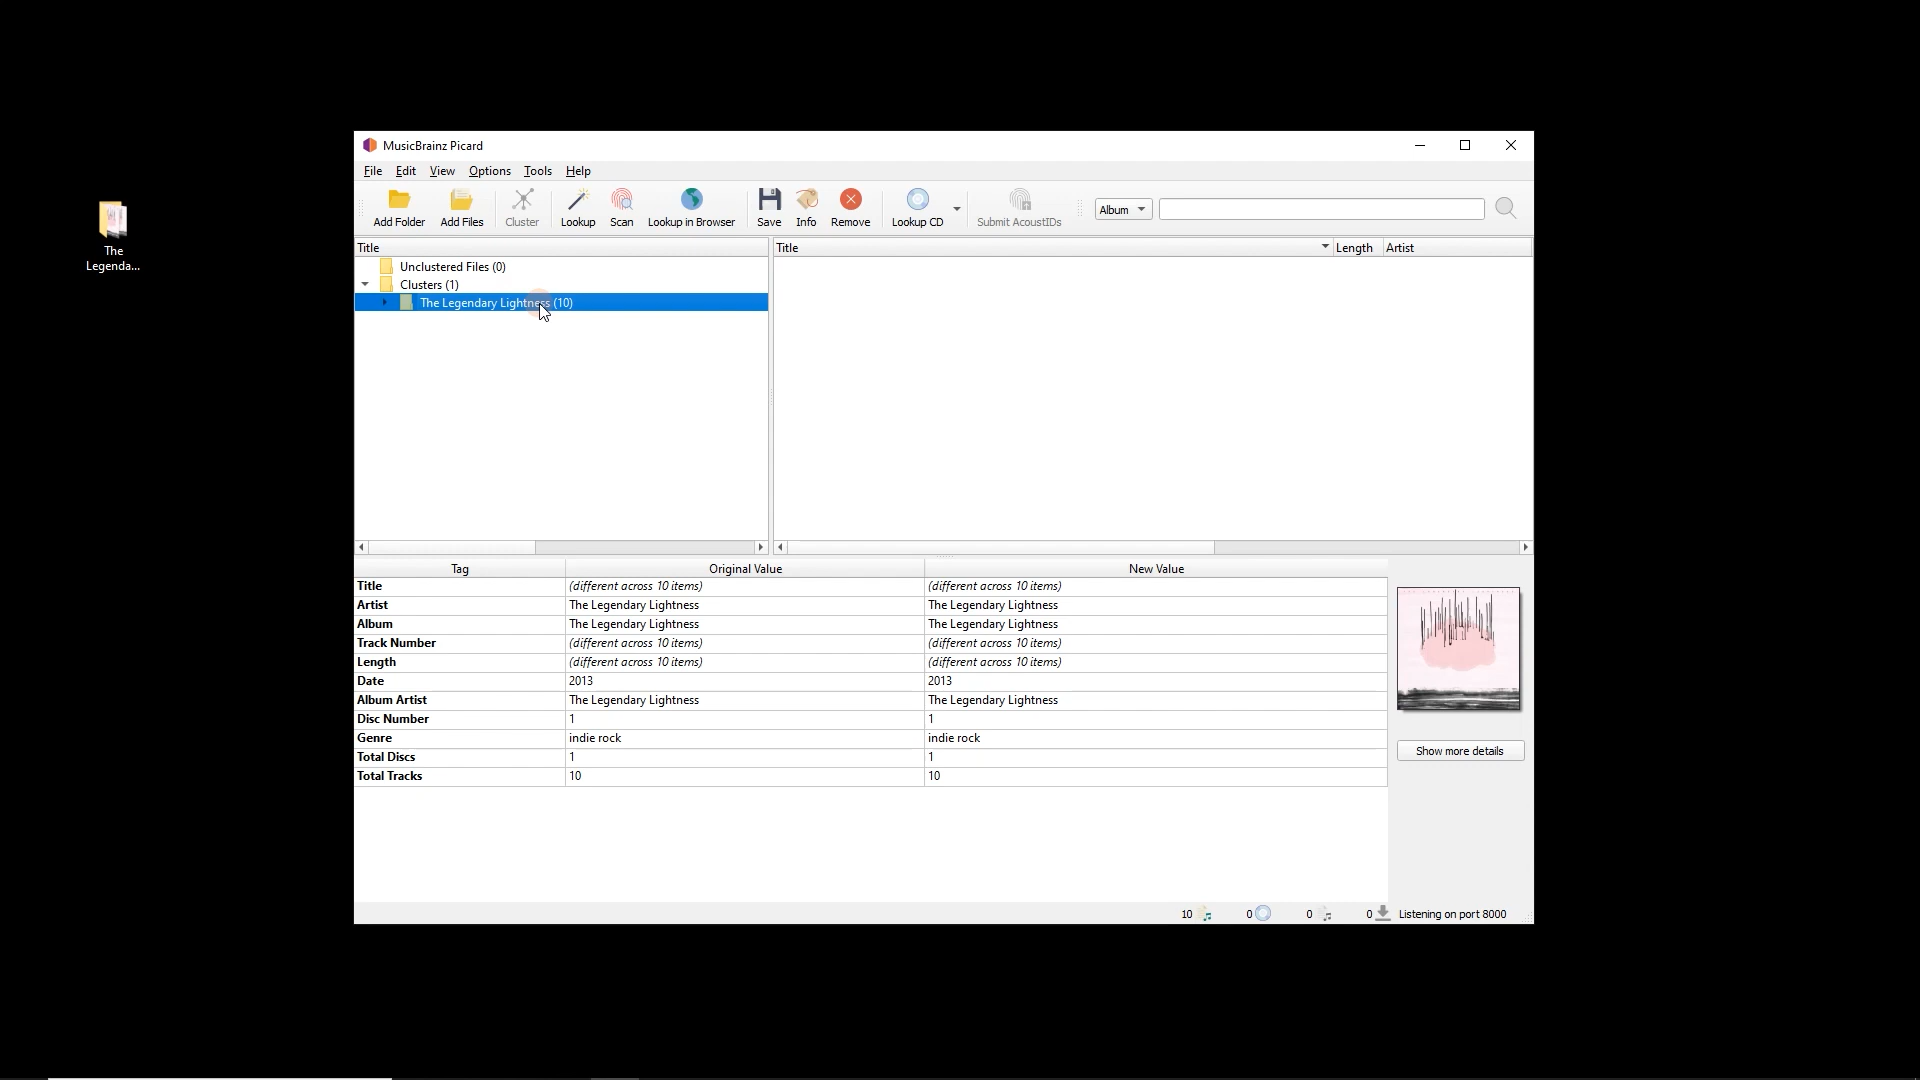 The
Legenda...
MusicBrainz Picard
File Edit View Options Tools Help
Add Folder Add Files Cluster Lookup Scan Lookup in Browser Save Info Remove Lookup CD Submit AcoustIDs Album
Title
Unclustered Files (0)
Clusters (1)
The Legendary Lightness (10)
Title Length Artist
Tag Original Value New Value
Title (different across 10 items) (different across 10 items)
Artist The Legendary Lightness The Legendary Lightness
Album The Legendary Lightness The Legendary Lightness
Track Number (different across 10 items) (different across 10 items)
Length (different across 10 items) (different across 10 items)
Date 2013 2013
Album Artist The Legendary Lightness The Legendary Lightness
Disc Number 1 1
Genre indie rock indie rock
Total Discs 1 1
Total Tracks 10 10
Show more details
10 0 0 0 Listening on port 8000